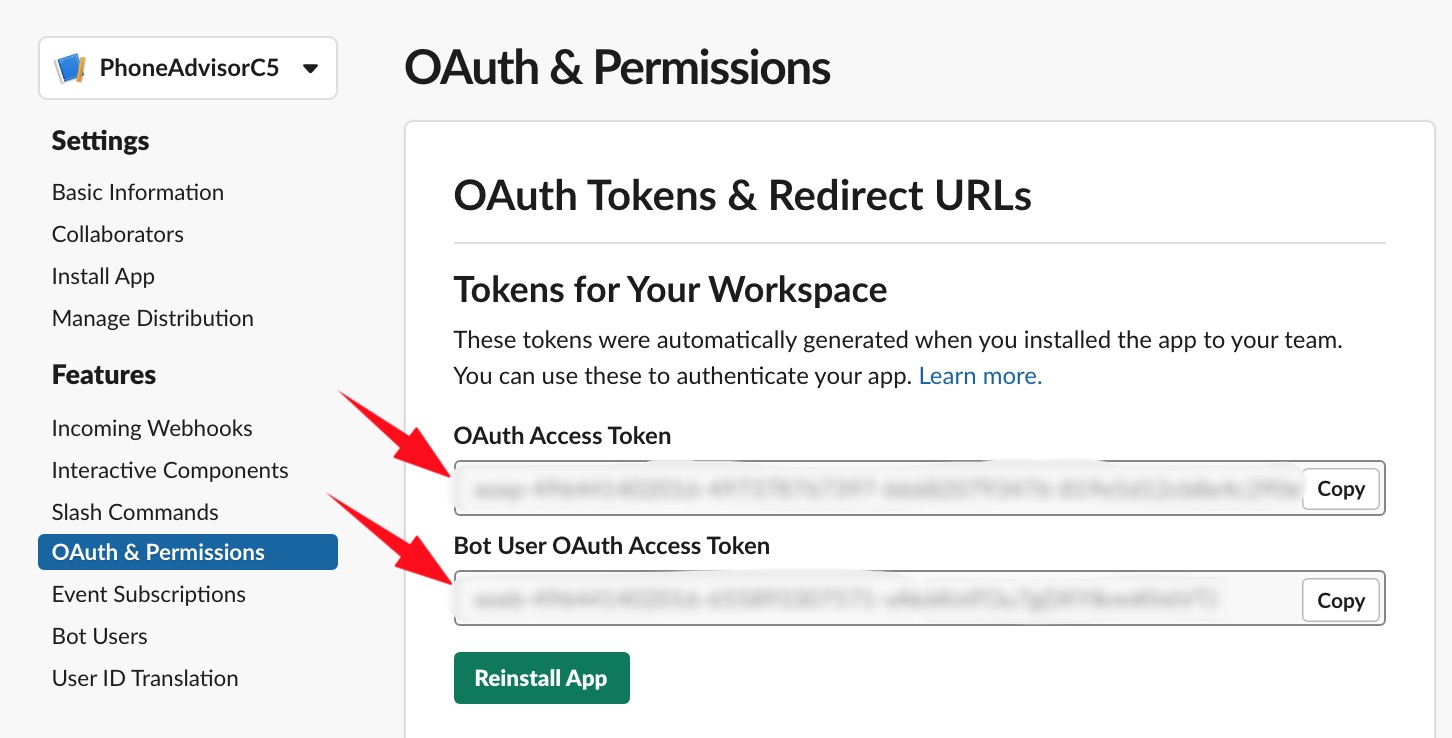 PhoneAdvisorC5
Settings
Basic Information
Collaborators
Install App
Manage Distribution
Features
Incoming Webhooks
Interactive Components
Slash Commands
OAuth & Permissions
Event Subscriptions
Bot Users
User ID Translation
OAuth & Permissions
OAuth Tokens & Redirect URLs
Tokens for Your Workspace
These tokens were automatically generated when you installed the app to your team.
You can use these to authenticate your app. Learn more.
OAuth Access Token
Copy
Bot User OAuth Access Token
Copy
Reinstall App